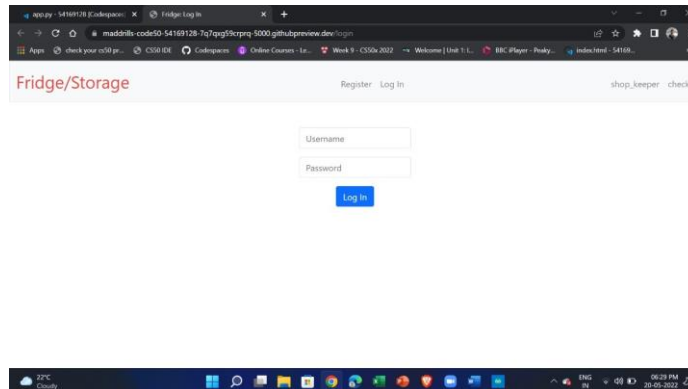 app.py - 54169128 [Codespaces] Fridge: Log In
maddrills-code50-54169128-7q7qxg59crprq-5000.githubpreview.dev/login
Apps check your cs50 pr... CS50 IDE Codespaces Online Courses - Le... Week 9 - CS50x 2022 Welcome | Unit 1: I... BBC iPlayer - Peaky... index.html - 54169...
Fridge/Storage Register Log In shop_keeper check
Username
Password
Log In
22°C
Cloudy
ENG
IN
06:29 PM
20-05-2022